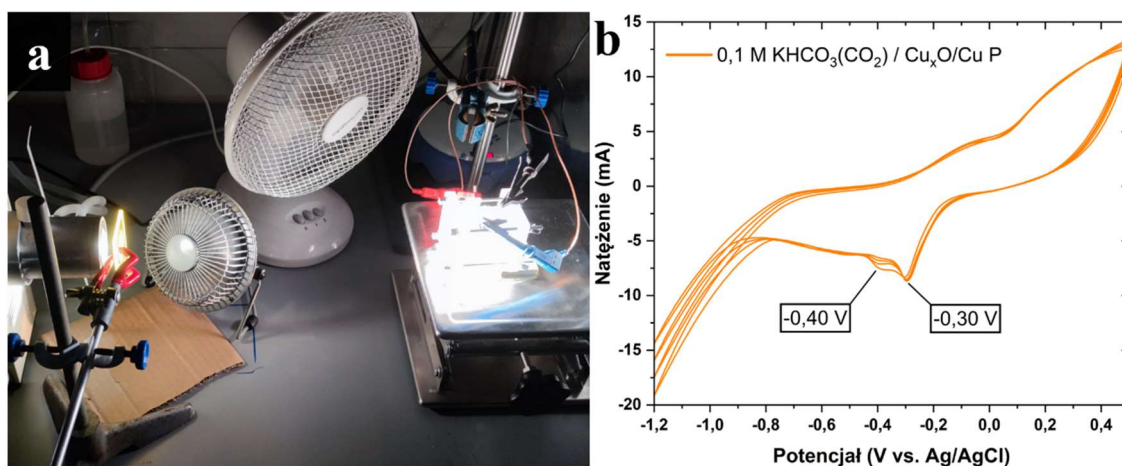 a
b
0,1 M KHCO₃(CO₂) / CuₓO/Cu P
Natężenie (mA)
15
10
5
0
-5
-10
-15
-20
-0,40 V
-0,30 V
-1,2 -1,0 -0,8 -0,6 -0,4 -0,2 0,0 0,2 0,4
Potencjał (V vs. Ag/AgCl)